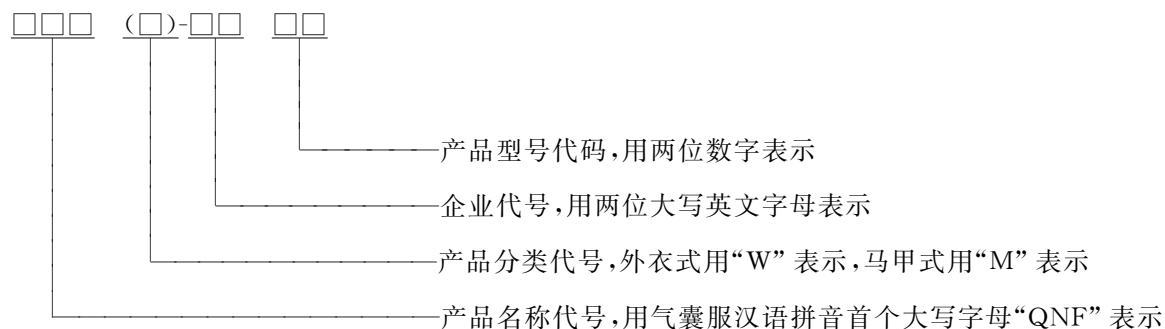 □□□ (□)-□□ □□
产品型号代码,用两位数字表示
企业代号,用两位大写英文字母表示
产品分类代号,外衣式用“W”表示,马甲式用“M”表示
产品名称代号,用气囊服汉语拼音首个大写字母“QNF”表示